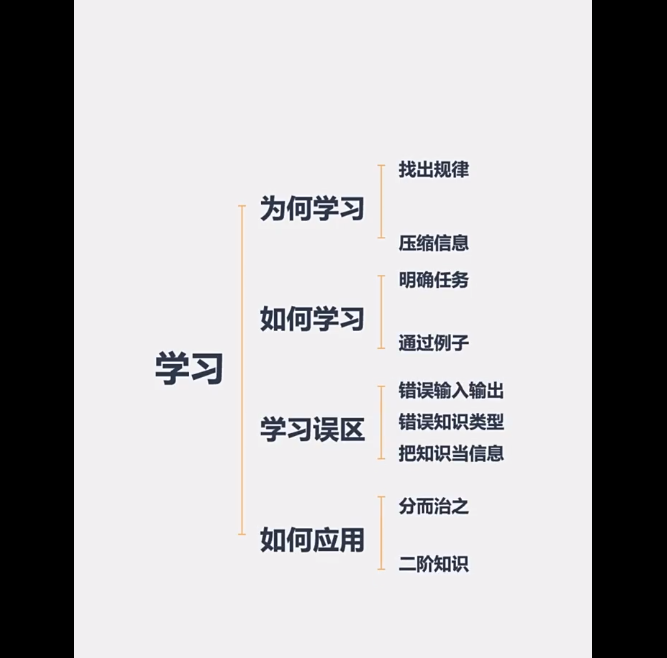 学习
为何学习
找出规律
压缩信息
如何学习
明确任务
通过例子
学习误区
错误输入输出
错误知识类型
把知识当信息
如何应用
分而治之
二阶知识